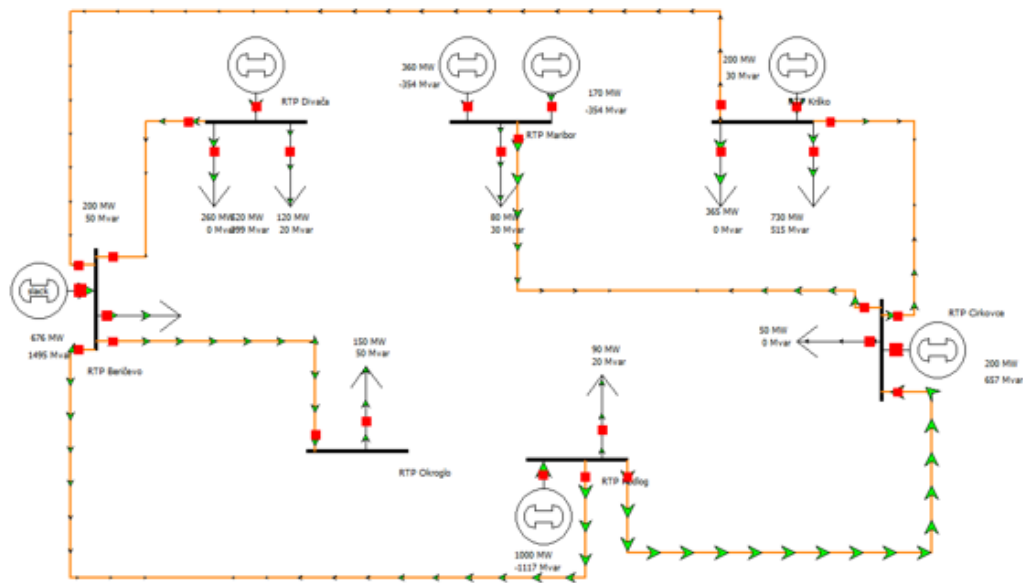 360 MW
-354 Mvar
200 MW
30 Mvar
170 MW
-354 Mvar
RTP Divača
RTP Krško
RTP Maribor
200 MW
50 Mvar
260 MW
0 Mvar
120 MW
20 Mvar
80 MW
30 Mvar
365 MW
0 Mvar
730 MW
515 Mvar
slack
RTP Cirkovce
676 MW
1495 Mvar
RTP Beričevo
150 MW
50 Mvar
90 MW
20 Mvar
50 MW
0 Mvar
200 MW
657 Mvar
RTP Okroglo
RTP
1000 MW
-1117 Mvar